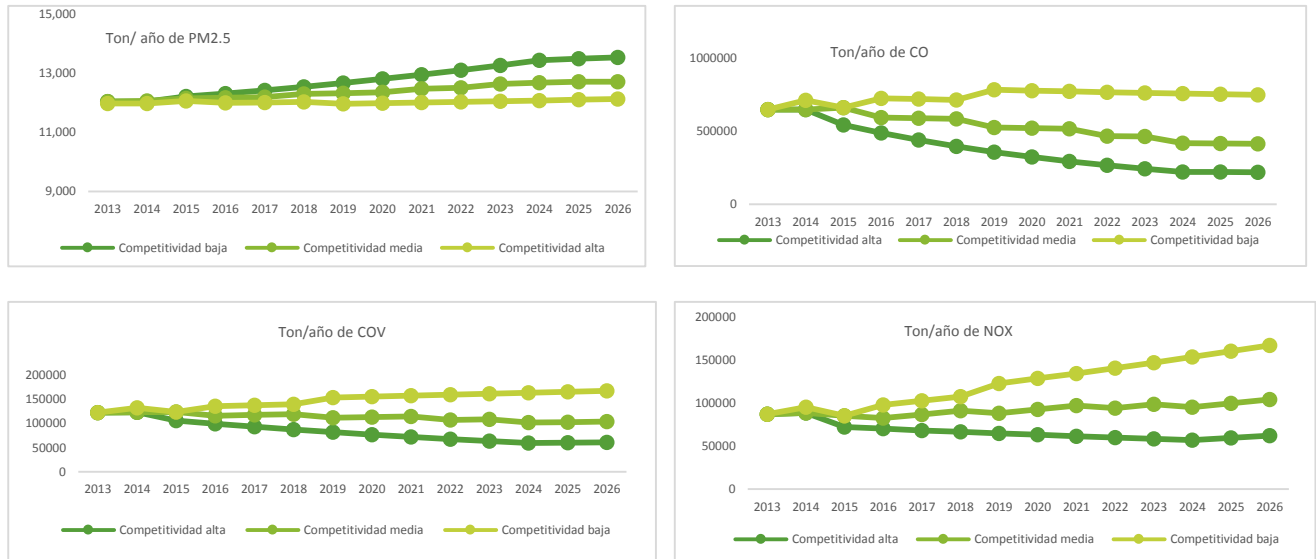 Ton/ año de PM2.5
15,000
13,000
11,000
9,000
2013 2014 2015 2016 2017 2018 2019 2020 2021 2022 2023 2024 2025 2026
Competitividad baja Competitividad media Competitividad alta
Ton/año de CO
1000000
500000
0
2013 2014 2015 2016 2017 2018 2019 2020 2021 2022 2023 2024 2025 2026
Competitividad alta Competitividad media Competitividad baja
Ton/año de COV
200000
150000
100000
50000
0
2013 2014 2015 2016 2017 2018 2019 2020 2021 2022 2023 2024 2025 2026
Competitividad alta Competitividad media Competitividad baja
Ton/año de NOX
200000
150000
100000
50000
0
2013 2014 2015 2016 2017 2018 2019 2020 2021 2022 2023 2024 2025 2026
Competitividad alta Competitividad media Competitividad baja